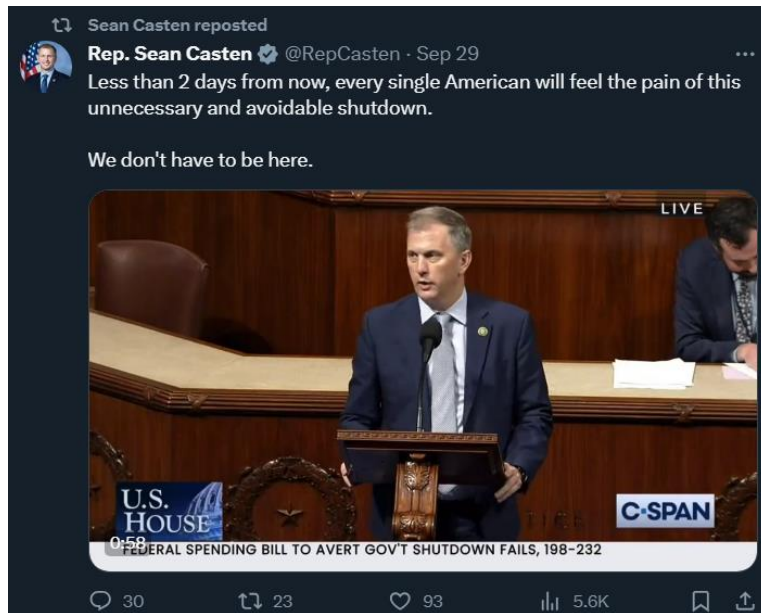 Sean Casten reposted
Rep. Sean Casten @RepCasten · Sep 29
Less than 2 days from now, every single American will feel the pain of this
unnecessary and avoidable shutdown.
We don't have to be here.
LIVE
U.S.
HOUSE
C·SPAN
0:58
FEDERAL SPENDING BILL TO AVERT GOV'T SHUTDOWN FAILS, 198-232
30 23 93 5.6K